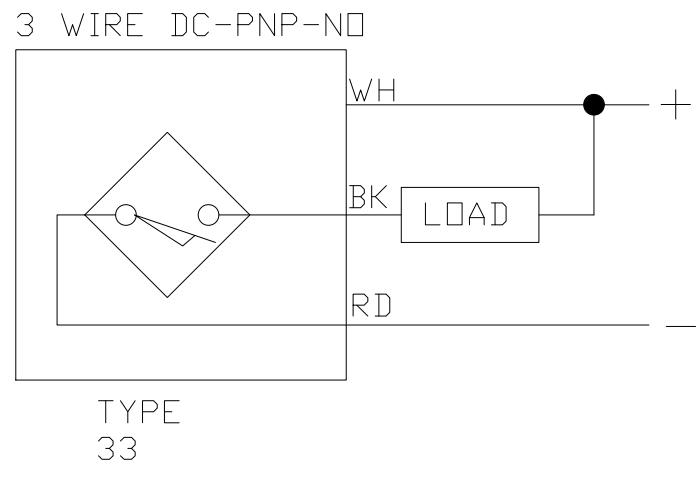 3 WIRE DC-PNP-NO
WH
+
BK
LOAD
RD
—
TYPE
33